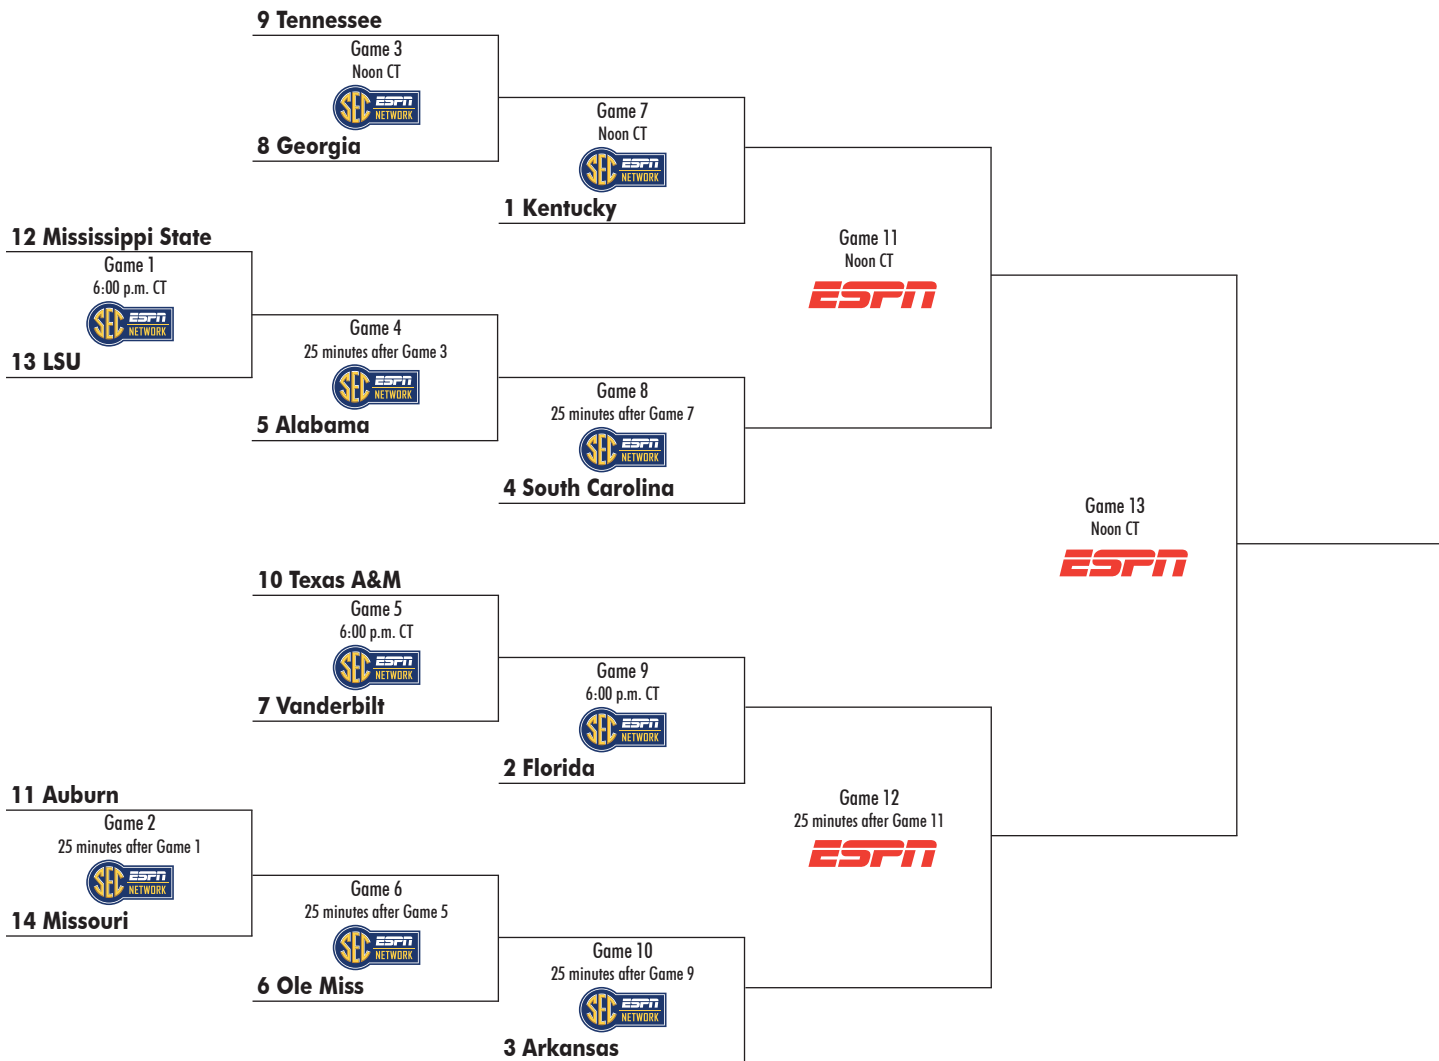 9 Tennessee
Game 3
Noon CT
SEC ESPN
NETWORK
8 Georgia
Game 7
Noon CT
SEC ESPN
NETWORK
1 Kentucky
12 Mississippi State
Game 1
6:00 p.m. CT
SEC ESPN
NETWORK
13 LSU
Game 4
25 minutes after Game 3
SEC ESPN
NETWORK
5 Alabama
Game 8
25 minutes after Game 7
SEC ESPN
NETWORK
4 South Carolina
Game 11
Noon CT
ESPN
10 Texas A&M
Game 5
6:00 p.m. CT
SEC ESPN
NETWORK
7 Vanderbilt
Game 9
6:00 p.m. CT
SEC ESPN
NETWORK
2 Florida
11 Auburn
Game 2
25 minutes after Game 1
SEC ESPN
NETWORK
14 Missouri
Game 6
25 minutes after Game 5
SEC ESPN
NETWORK
6 Ole Miss
Game 10
25 minutes after Game 9
SEC ESPN
NETWORK
3 Arkansas
Game 12
25 minutes after Game 11
ESPN
Game 13
Noon CT
ESPN